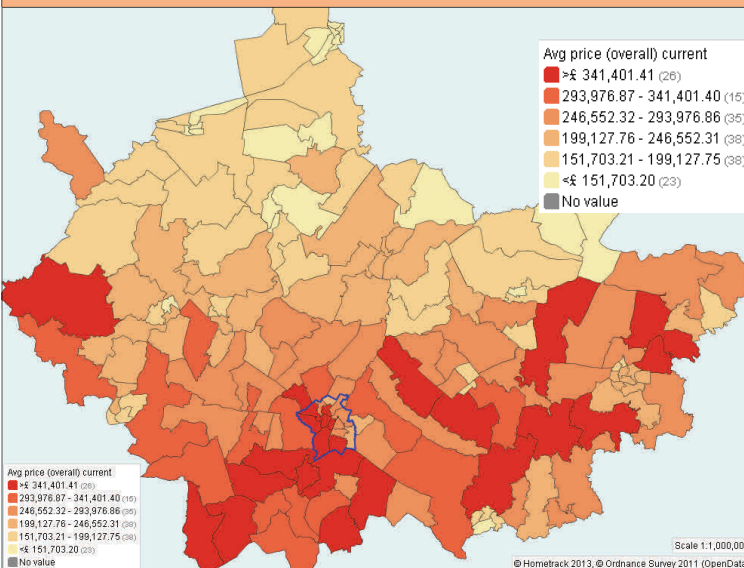 Avg price (overall) current
>£ 341,401.41 (26)
293,976.87 - 341,401.40 (15)
246,552.32 - 293,976.86 (35)
199,127.76 - 246,552.31 (38)
151,703.21 - 199,127.75 (38)
<£ 151,703.20 (23)
No value
Avg price (overall) current
>£ 341,401.41 (26)
293,976.87 - 341,401.40 (15)
246,552.32 - 293,976.86 (35)
199,127.76 - 246,552.31 (38)
151,703.21 - 199,127.75 (38)
<£ 151,703.20 (23)
No value
Scale 1:1,000,00
© Hometrack 2013, © Ordnance Survey 2011 (OpenData